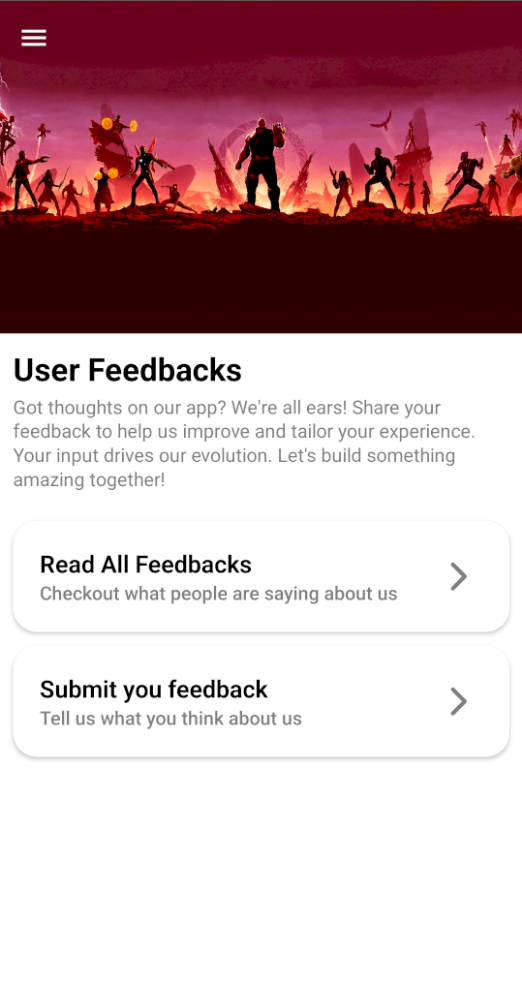 User Feedbacks
Got thoughts on our app? We're all ears! Share your
feedback to help us improve and tailor your experience.
Your input drives our evolution. Let's build something
amazing together!
Read All Feedbacks
Checkout what people are saying about us
Submit you feedback
Tell us what you think about us